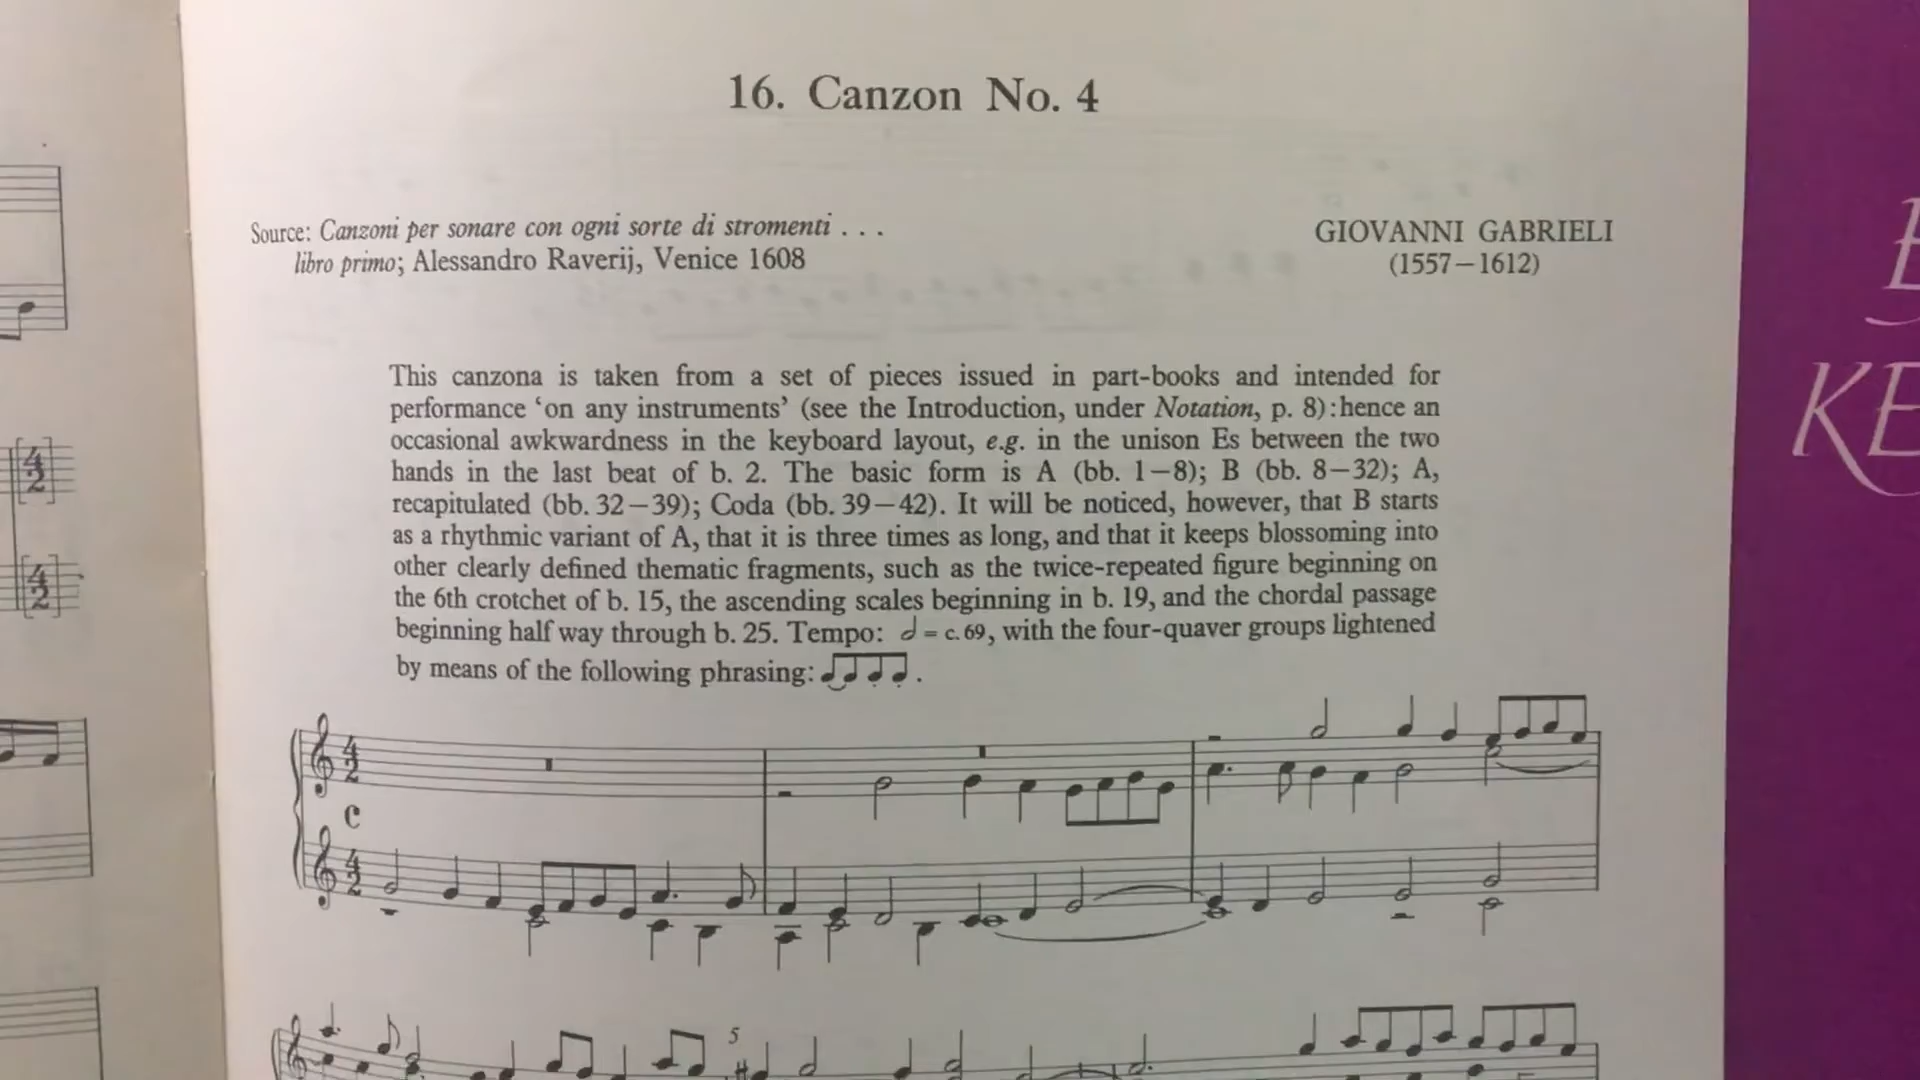 16. Canzon No. 4
Source: Canzoni per sonare con ogni sorte di stromenti . . .
libro primo; Alessandro Raverij, Venice 1608
GIOVANNI GABRIELI
(1557–1612)
This canzona is taken from a set of pieces issued in part-books and intended for
performance ‘on any instruments’ (see the Introduction, under Notation, p. 8): hence an
occasional awkwardness in the keyboard layout, e.g. in the unison Es between the two
hands in the last beat of b. 2. The basic form is A (bb. 1–8); B (bb. 8–32); A,
recapitulated (bb. 32–39); Coda (bb. 39–42). It will be noticed, however, that B starts
as a rhythmic variant of A, that it is three times as long, and that it keeps blossoming into
other clearly defined thematic fragments, such as the twice-repeated figure beginning on
the 6th crotchet of b. 15, the ascending scales beginning in b. 19, and the chordal passage
beginning half way through b. 25. Tempo: 𝅗𝅥 = c. 69, with the four-quaver groups lightened
by means of the following phrasing: .
4
2
C
4
2
5
4
2
4
2
KE